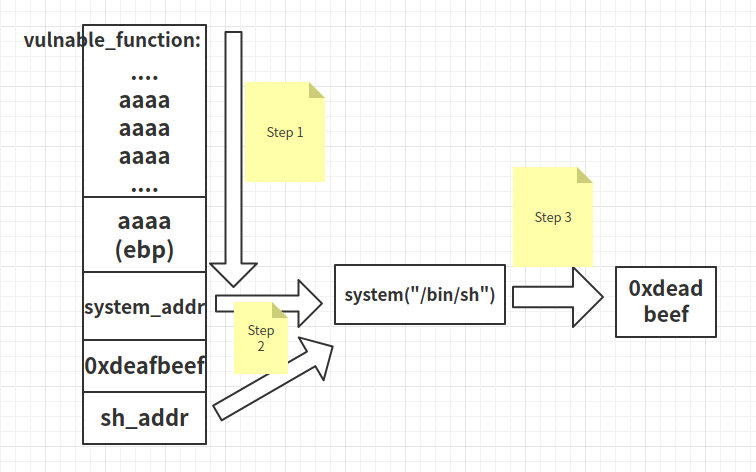 vulnable_function:
....
aaaa
aaaa
aaaa
....
aaaa
(ebp)
system_addr
0xdeafbeef
sh_addr
Step 1
Step
2
system("/bin/sh")
Step 3
0xdead
beef